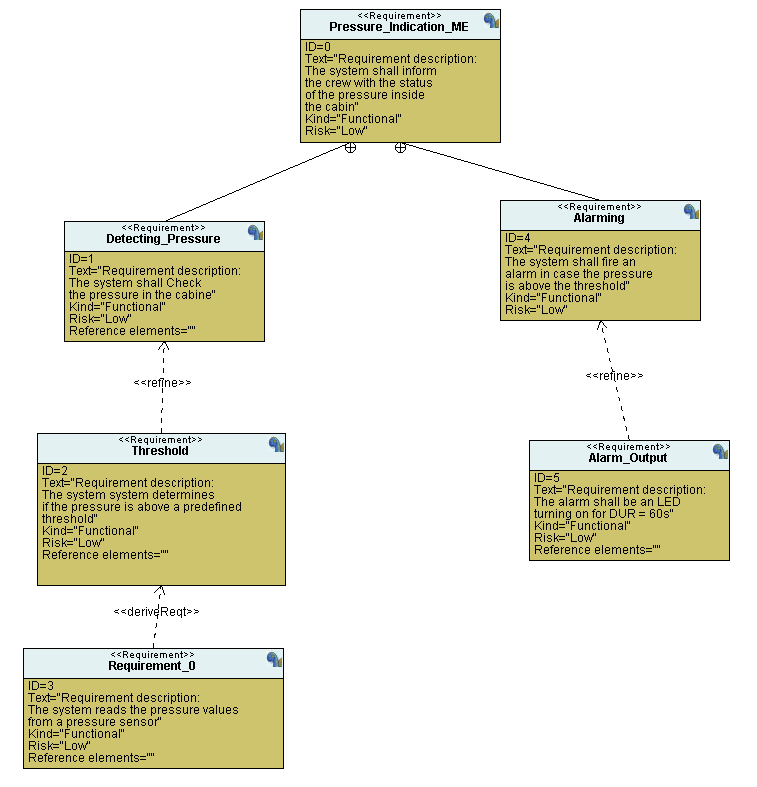 <<Requirement>>
Pressure_Indication_ME
ID=0
Text="Requirement description:
The system shall inform
the crew with the status
of the pressure inside
the cabin"
Kind="Functional"
Risk="Low"
<<Requirement>>
Detecting_Pressure
ID=1
Text="Requirement description:
The system shall Check
the pressure in the cabine"
Kind="Functional"
Risk="Low"
Reference elements=""
<<Requirement>>
Alarming
ID=4
Text="Requirement description:
The system shall fire an
alarm in case the pressure
is above the threshold"
Kind="Functional"
Risk="Low"
<<refine>>
<<refine>>
<<Requirement>>
Threshold
ID=2
Text="Requirement description:
The system system determines
if the pressure is above a predefined
threshold"
Kind="Functional"
Risk="Low"
Reference elements=""
<<Requirement>>
Alarm_Output
ID=5
Text="Requirement description:
The alarm shall be an LED
turning on for DUR = 60s"
Kind="Functional"
Risk="Low"
Reference elements=""
<<deriveReqt>>
<<Requirement>>
Requirement_0
ID=3
Text="Requirement description:
The system reads the pressure values
from a pressure sensor"
Kind="Functional"
Risk="Low"
Reference elements=""